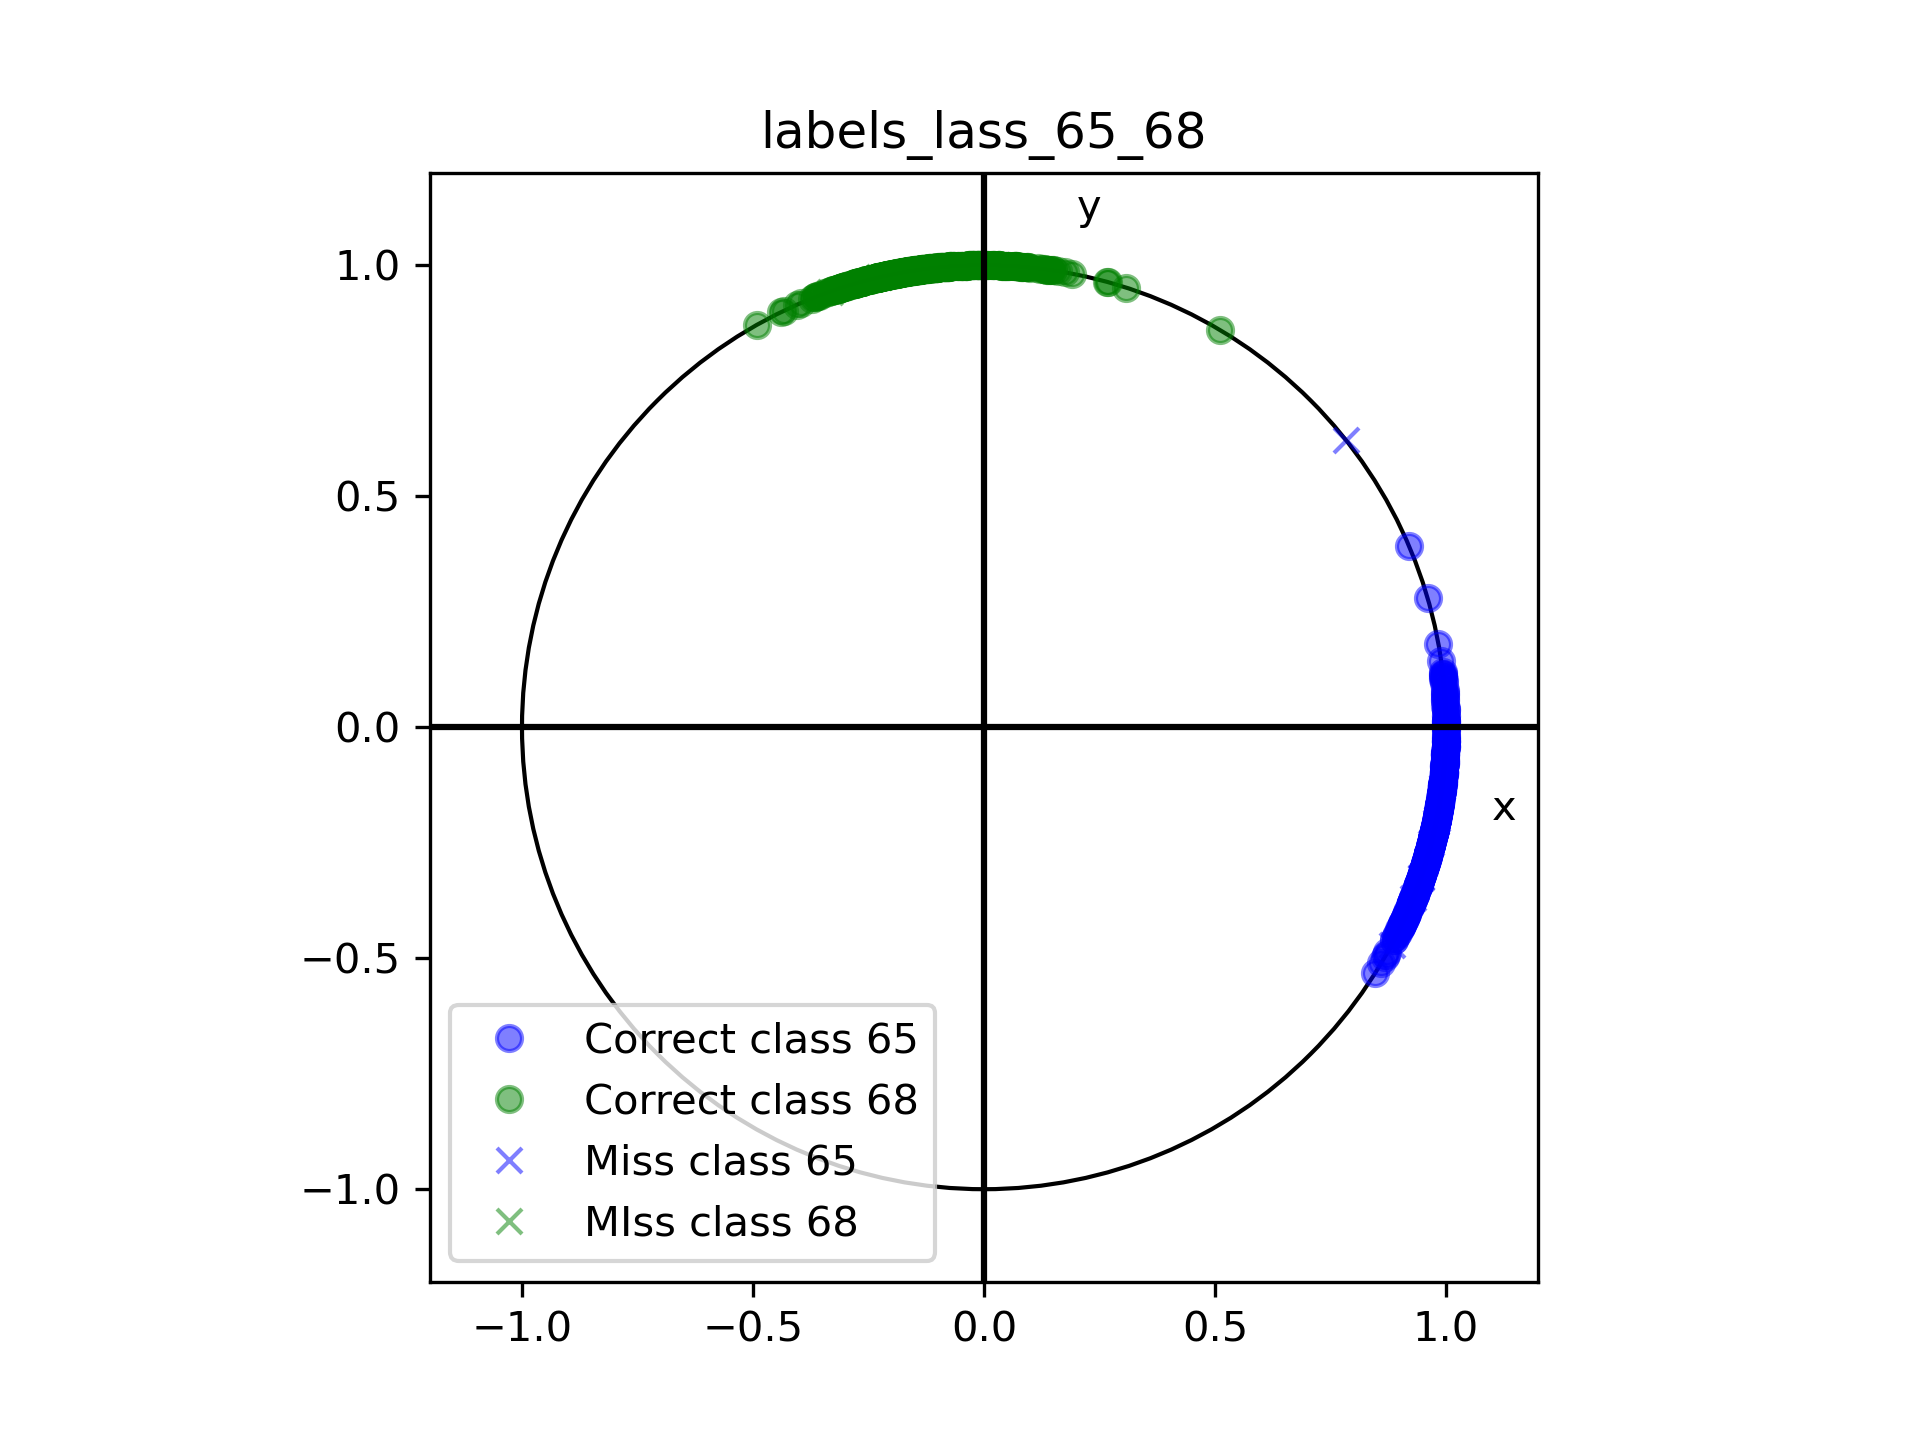 labels_lass_65_68
y
1.0
0.5
0.0
x
−0.5
−1.0
Correct class 65
Correct class 68
Miss class 65
MIss class 68
−1.0 −0.5 0.0 0.5 1.0